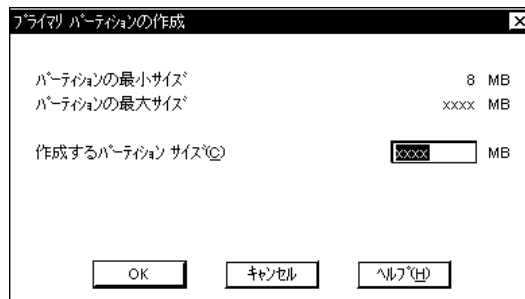 ﾌﾟﾗｲﾏﾘ ﾊﾟｰﾃｨｼｮﾝの作成
ﾊﾟｰﾃｨｼｮﾝの最小ｻｲｽﾞ 8 MB
ﾊﾟｰﾃｨｼｮﾝの最大ｻｲｽﾞ xxxx MB
作成するﾊﾟｰﾃｨｼｮﾝ ｻｲｽﾞ(C) xxxx MB
OK ｷｬﾝｾﾙ ﾍﾙﾌﾟ(H)